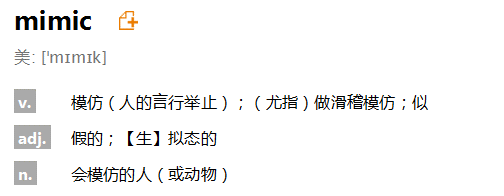 mimic
美: ['mɪmɪk]
v. 模仿（人的言行举止）；（尤指）做滑稽模仿；似
adj. 假的；【生】拟态的
n. 会模仿的人（或动物）